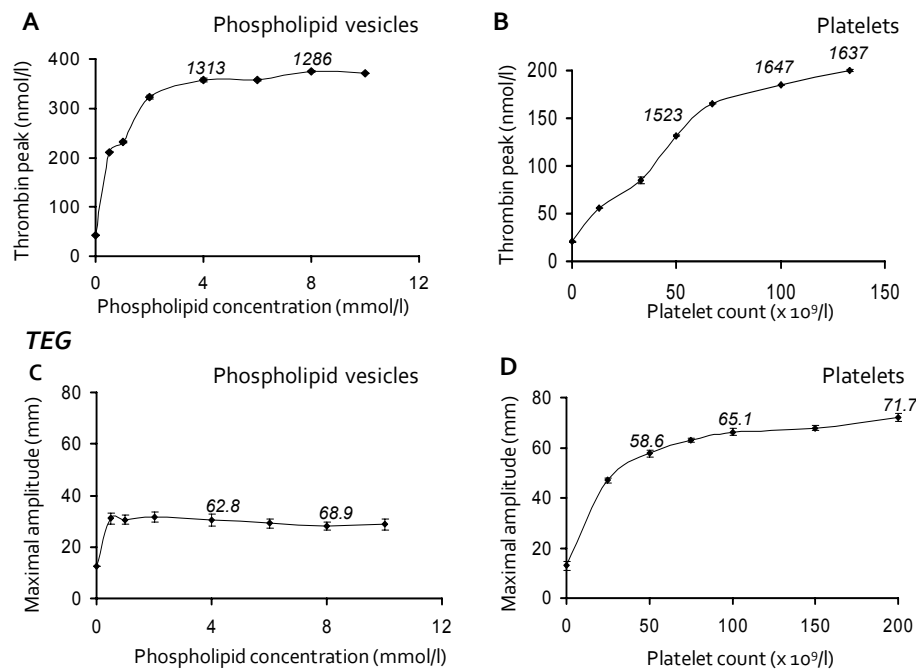 A
Phospholipid vesicles
Thrombin peak (nmol/l)
400
300
200
100
0
1313
1286
0 4 8 12
Phospholipid concentration (mmol/l)
B
Platelets
Thrombin peak (nmol/l)
200
150
100
50
0
1523
1647
1637
0 50 100 150
Platelet count (x 10⁹/l)
TEG
C
Phospholipid vesicles
Maximal amplitude (mm)
80
60
40
20
0
62.8
68.9
0 4 8 12
Phospholipid concentration (mmol/l)
D
Platelets
Maximal amplitude (mm)
80
60
40
20
0
58.6
65.1
71.7
0 50 100 150 200
Platelet count (x 10⁹/l)